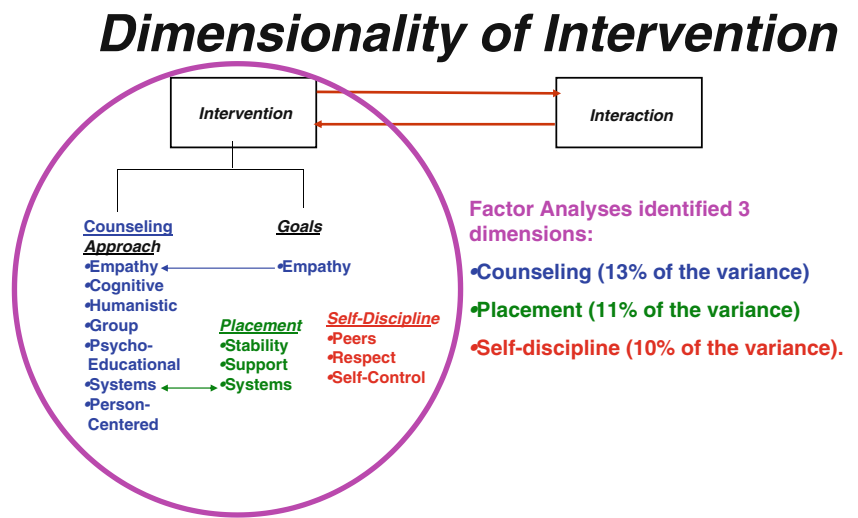 Dimensionality of Intervention
Intervention
Interaction
Counseling
Approach
•Empathy
•Cognitive
•Humanistic
•Group
•Psycho-
Educational
•Systems
•Person-
Centered
Goals
•Empathy
Placement
•Stability
•Support
•Systems
Self-Discipline
•Peers
•Respect
•Self-Control
Factor Analyses identified 3
dimensions:
•Counseling (13% of the variance)
•Placement (11% of the variance)
•Self-discipline (10% of the variance).